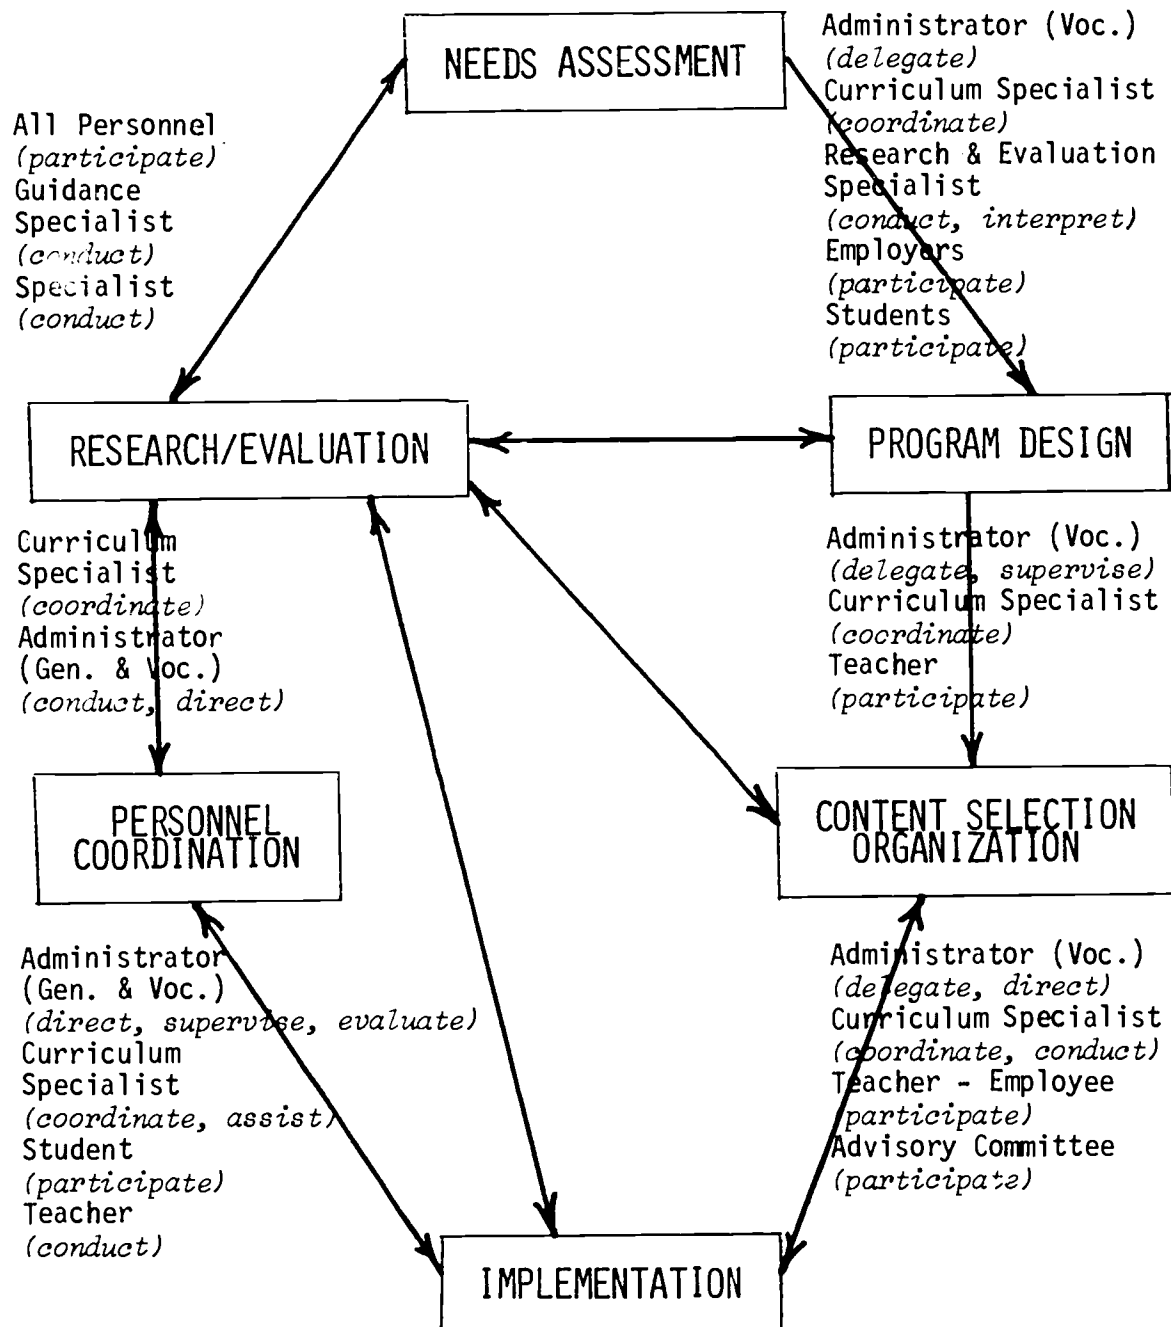 NEEDS ASSESSMENT
Administrator (Voc.)
(delegate)
Curriculum Specialist
(coordinate)
Research & Evaluation
Specialist
(conduct, interpret)
Employers
(participate)
Students
(participate)
All Personnel
(participate)
Guidance
Specialist
(conduct)
Specialist
(conduct)
RESEARCH/EVALUATION
PROGRAM DESIGN
Curriculum
Specialist
(coordinate)
Administrator
(Gen. & Voc.)
(conduct, direct)
Administrator (Voc.)
(delegate, supervise)
Curriculum Specialist
(coordinate)
Teacher
(participate)
PERSONNEL
COORDINATION
CONTENT SELECTION
ORGANIZATION
Administrator
(Gen. & Voc.)
(direct, supervise, evaluate)
Curriculum
Specialist
(coordinate, assist)
Student
(participate)
Teacher
(conduct)
Administrator (Voc.)
(delegate, direct)
Curriculum Specialist
(coordinate, conduct)
Teacher - Employee
(participate)
Advisory Committee
(participate)
IMPLEMENTATION